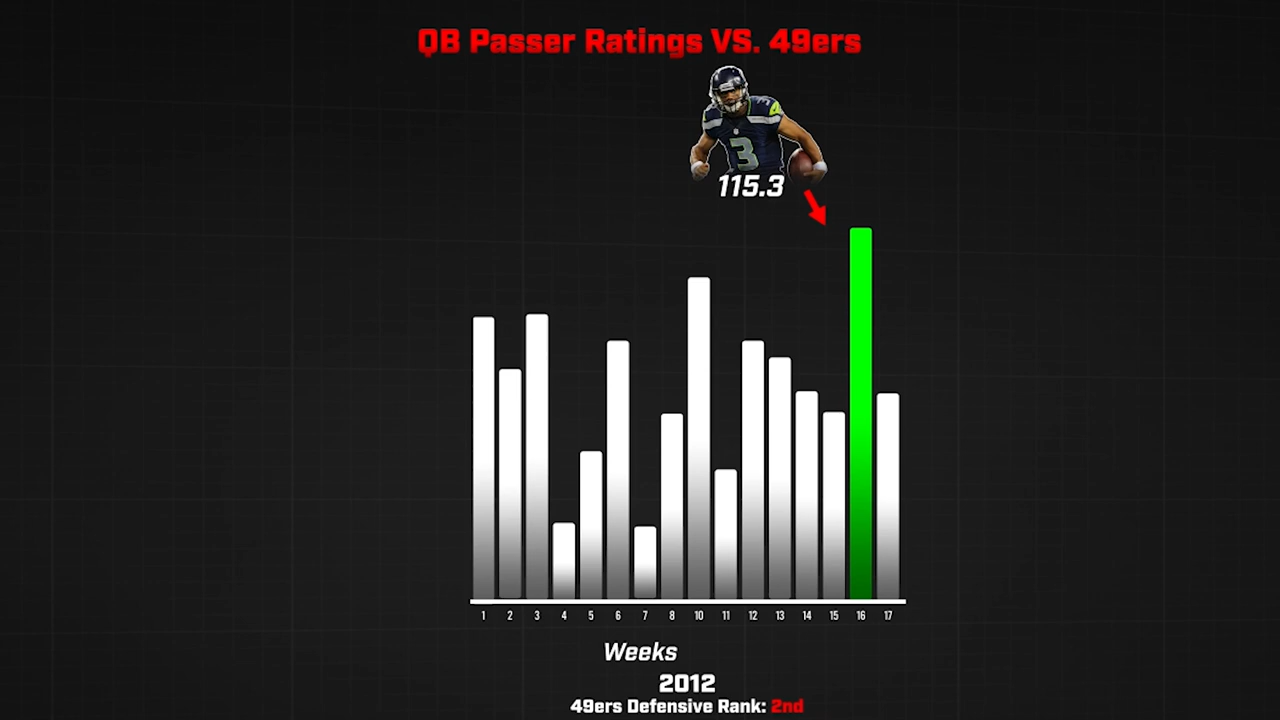 QB Passer Ratings VS. 49ers
3
115.3
1 2 3 4 5 6 7 8 10 11 12 13 14 15 16 17
Weeks
2012
49ers Defensive Rank: 2nd